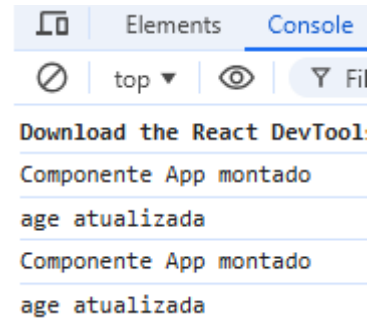 Elements Console
top ▼ Fil
Download the React DevTools
Componente App montado
age atualizada
Componente App montado
age atualizada